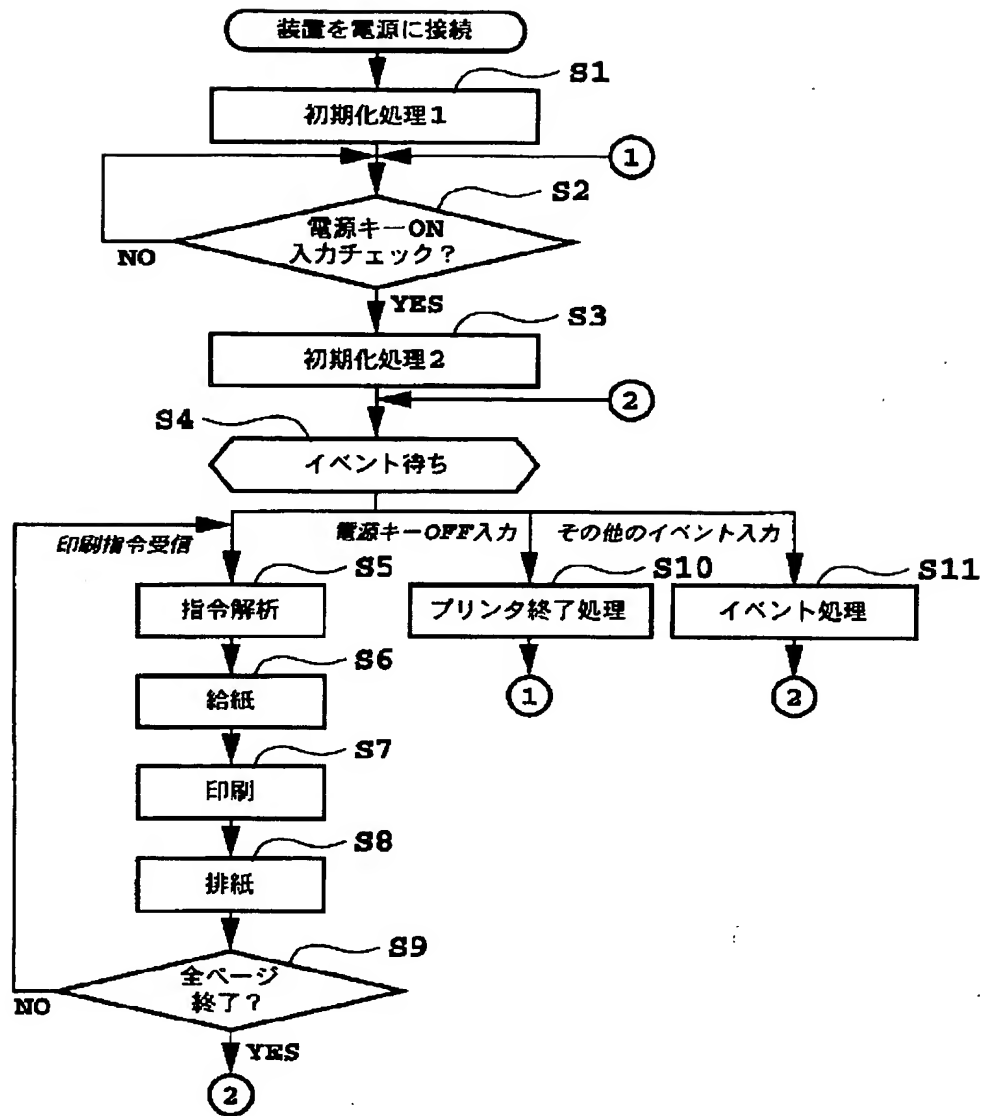 装置を電源に接続
S1
初期化処理1
1
S2
電源キーON
入力チェック?
NO
YES
S3
初期化処理2
2
S4
イベント待ち
印刷指令受信
電源キーOFF入力
その他のイベント入力
S5
指令解析
S10
プリンタ終了処理
S11
イベント処理
S6
給紙
1
2
S7
印刷
S8
排紙
S9
全ページ
終了?
NO
YES
2